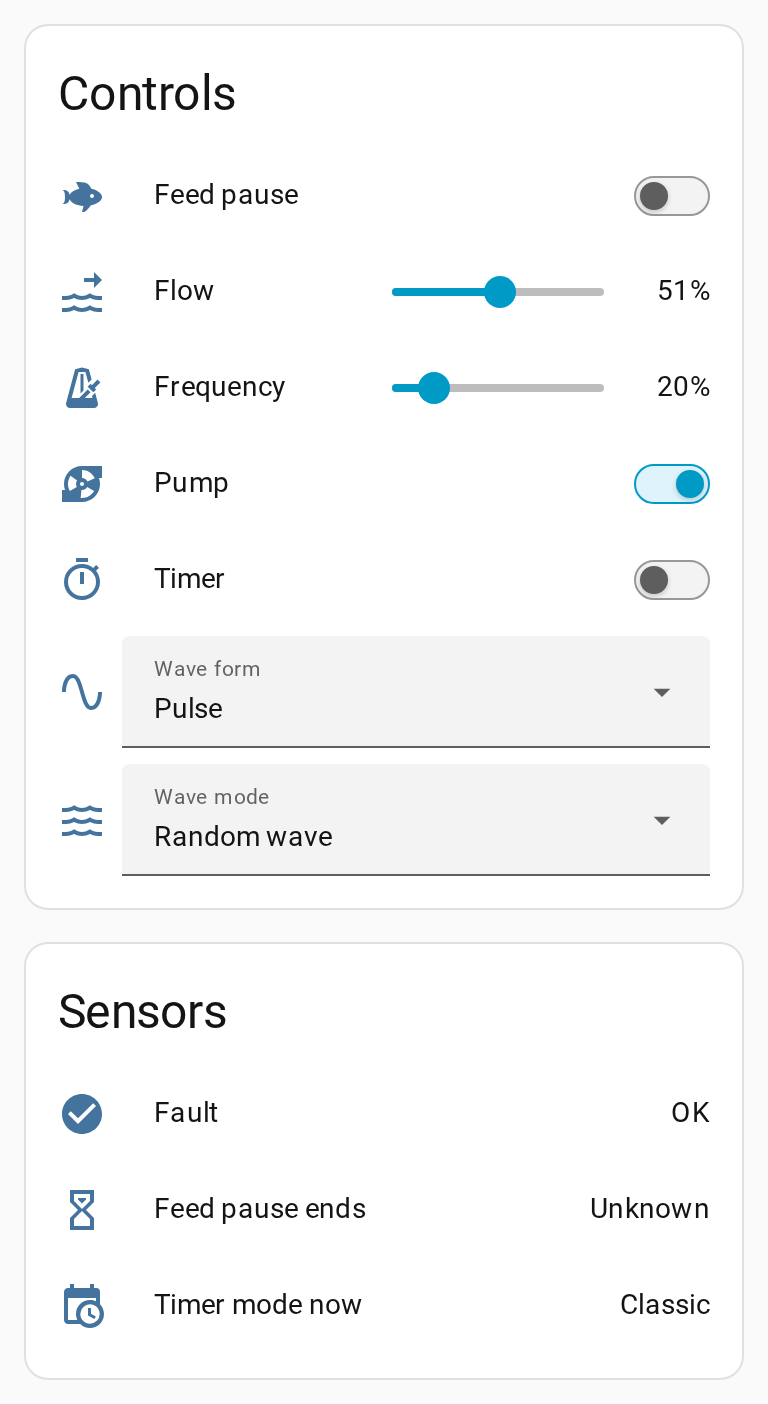 Controls
Feed pause
Flow 51%
Frequency 20%
Pump
Timer
Wave form
Pulse
Wave mode
Random wave
Sensors
Fault OK
Feed pause ends Unknown
Timer mode now Classic